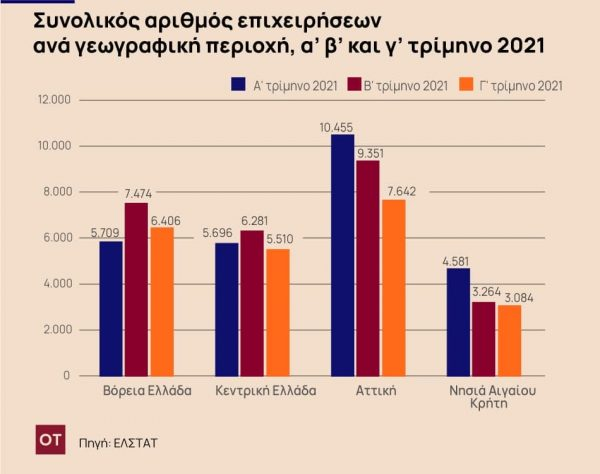 Συνολικός αριθμός επιχειρήσεων
ανά γεωγραφική περιοχή, α’ β’ και γ’ τρίμηνο 2021
Α' τρίμηνο 2021 Β' τρίμηνο 2021 Γ' τρίμηνο 2021
12.000
10.000
8.000
6.000
4.000
2.000
0
5.709 7.474 6.406
5.696 6.281 5.510
10.455 9.351 7.642
4.581 3.264 3.084
Βόρεια Ελλάδα Κεντρική Ελλάδα Αττική Νησιά Αιγαίου
Κρήτη
ΟΤ Πηγή: ΕΛΣΤΑΤ